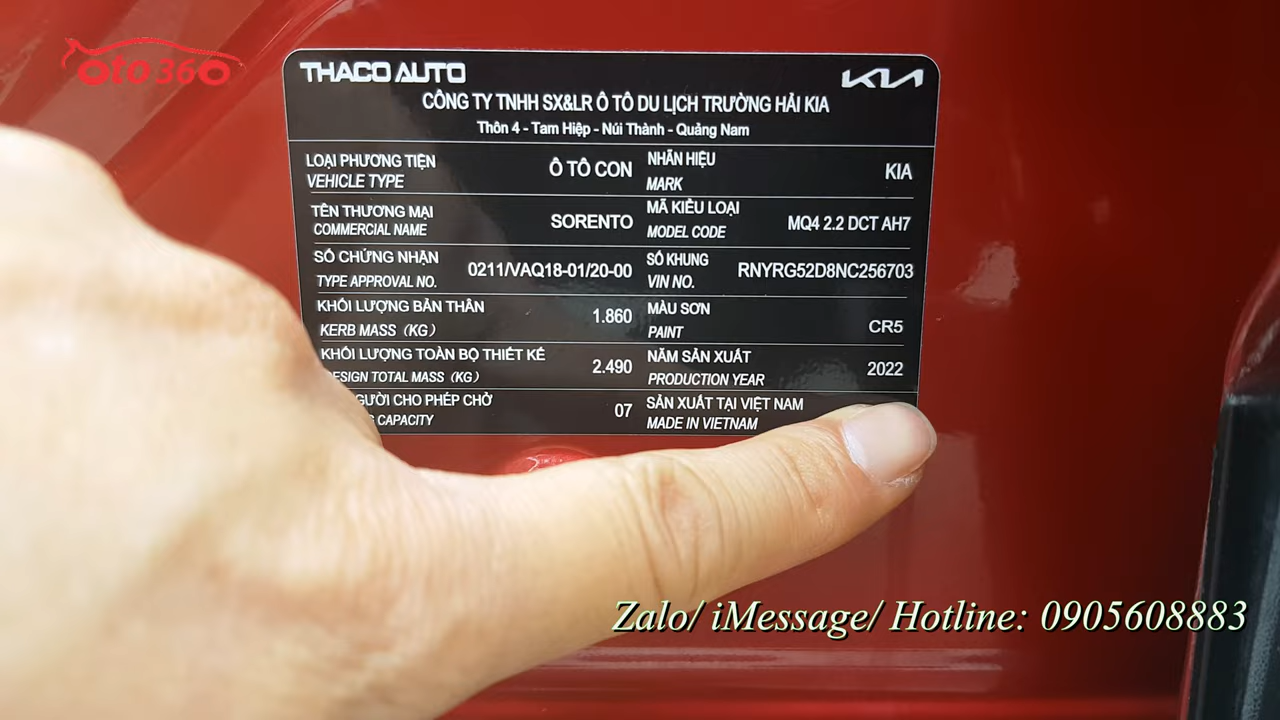 oto360
THACO AUTO
KIA
CÔNG TY TNHH SX&LR Ô TÔ DU LỊCH TRƯỜNG HẢI KIA
Thôn 4 - Tam Hiệp - Núi Thành - Quảng Nam
LOẠI PHƯƠNG TIỆN
VEHICLE TYPE
Ô TÔ CON
NHÃN HIỆU
MARK
KIA
TÊN THƯƠNG MẠI
COMMERCIAL NAME
SORENTO
MÃ KIỂU LOẠI
MODEL CODE
MQ4 2.2 DCT AH7
SỐ CHỨNG NHẬN
TYPE APPROVAL NO.
0211/VAQ18-01/20-00
SỐ KHUNG
VIN NO.
RNYRG52D8NC256703
KHỐI LƯỢNG BẢN THÂN
KERB MASS (KG)
1.860
MÀU SƠN
PAINT
CR5
KHỐI LƯỢNG TOÀN BỘ THIẾT KẾ
ESIGN TOTAL MASS (KG)
2.490
NĂM SẢN XUẤT
PRODUCTION YEAR
2022
GƯỜI CHO PHÉP CHỞ
CAPACITY
07
SẢN XUẤT TẠI VIỆT NAM
MADE IN VIETNAM
Zalo/ iMessage/ Hotline: 0905608883